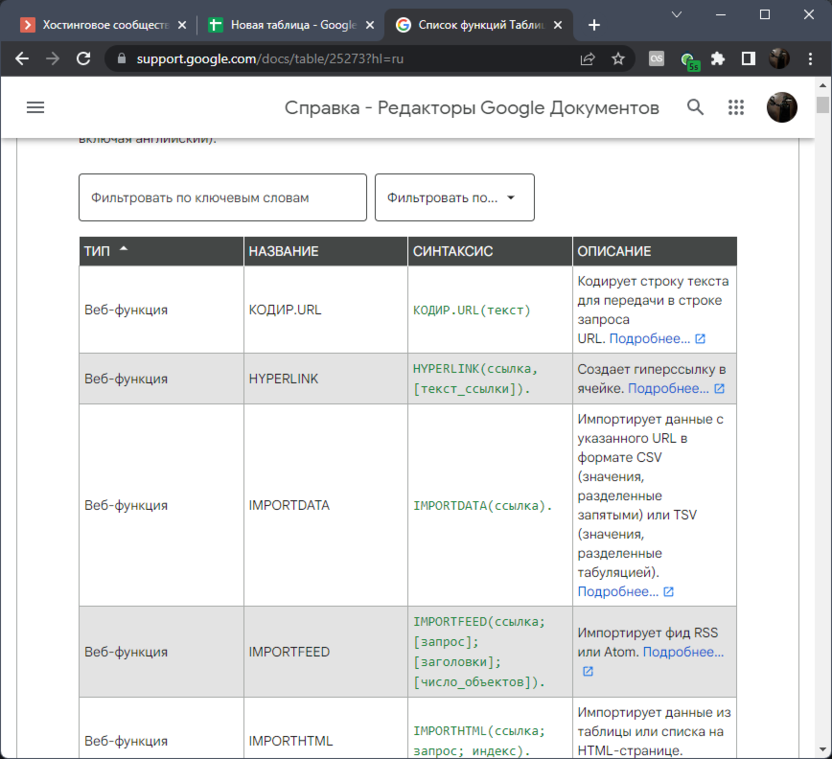 Хостинговое сообществ
Новая таблица - Google
Список функций Таблиц
support.google.com/docs/table/25273?hl=ru
OS
5s
Справка - Редакторы Google Документов
включая английский).
Фильтровать по ключевым словам
Фильтровать по...
ТИП
НАЗВАНИЕ
СИНТАКСИС
ОПИСАНИЕ
Веб-функция
КОДИР.URL
КОДИР.URL(текст)
Кодирует строку текста
для передачи в строке
запроса
URL. Подробнее...
Веб-функция
HYPERLINK
HYPERLINK(ссылка,
[текст_ссылки]).
Создает гиперссылку в
ячейке. Подробнее...
Веб-функция
IMPORTDATA
IMPORTDATA(ссылка).
Импортирует данные с
указанного URL в
формате CSV
(значения,
разделенные
запятыми) или TSV
(значения,
разделенные
табуляцией).
Подробнее...
Веб-функция
IMPORTFEED
IMPORTFEED(ссылка;
[запрос];
[заголовки];
[число_объектов]).
Импортирует фид RSS
или Atom. Подробнее...
Веб-функция
IMPORTHTML
IMPORTHTML(ссылка;
запрос; индекс).
Импортирует данные из
таблицы или списка на
HTML-странице.